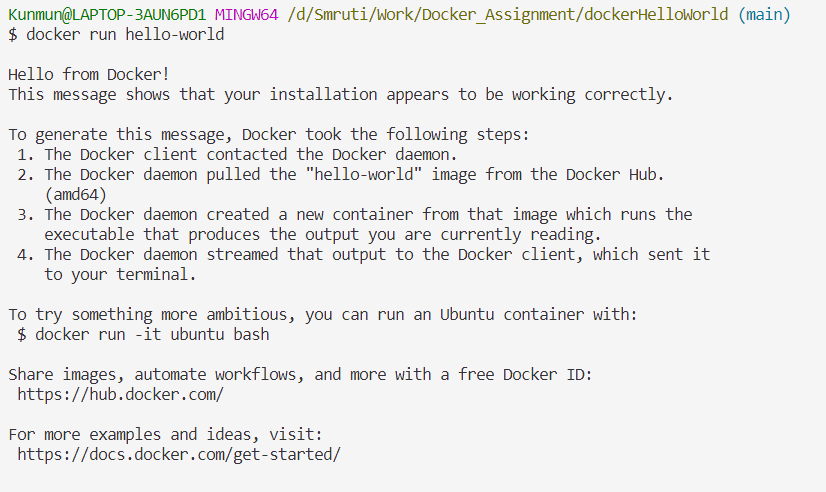 Kunmun@LAPTOP-3AUN6PD1 MINGW64 /d/Smruti/Work/Docker_Assignment/dockerHelloWorld (main)
$ docker run hello-world
Hello from Docker!
This message shows that your installation appears to be working correctly.
To generate this message, Docker took the following steps:
1. The Docker client contacted the Docker daemon.
2. The Docker daemon pulled the "hello-world" image from the Docker Hub.
(amd64)
3. The Docker daemon created a new container from that image which runs the
executable that produces the output you are currently reading.
4. The Docker daemon streamed that output to the Docker client, which sent it
to your terminal.
To try something more ambitious, you can run an Ubuntu container with:
$ docker run -it ubuntu bash
Share images, automate workflows, and more with a free Docker ID:
https://hub.docker.com/
For more examples and ideas, visit:
https://docs.docker.com/get-started/